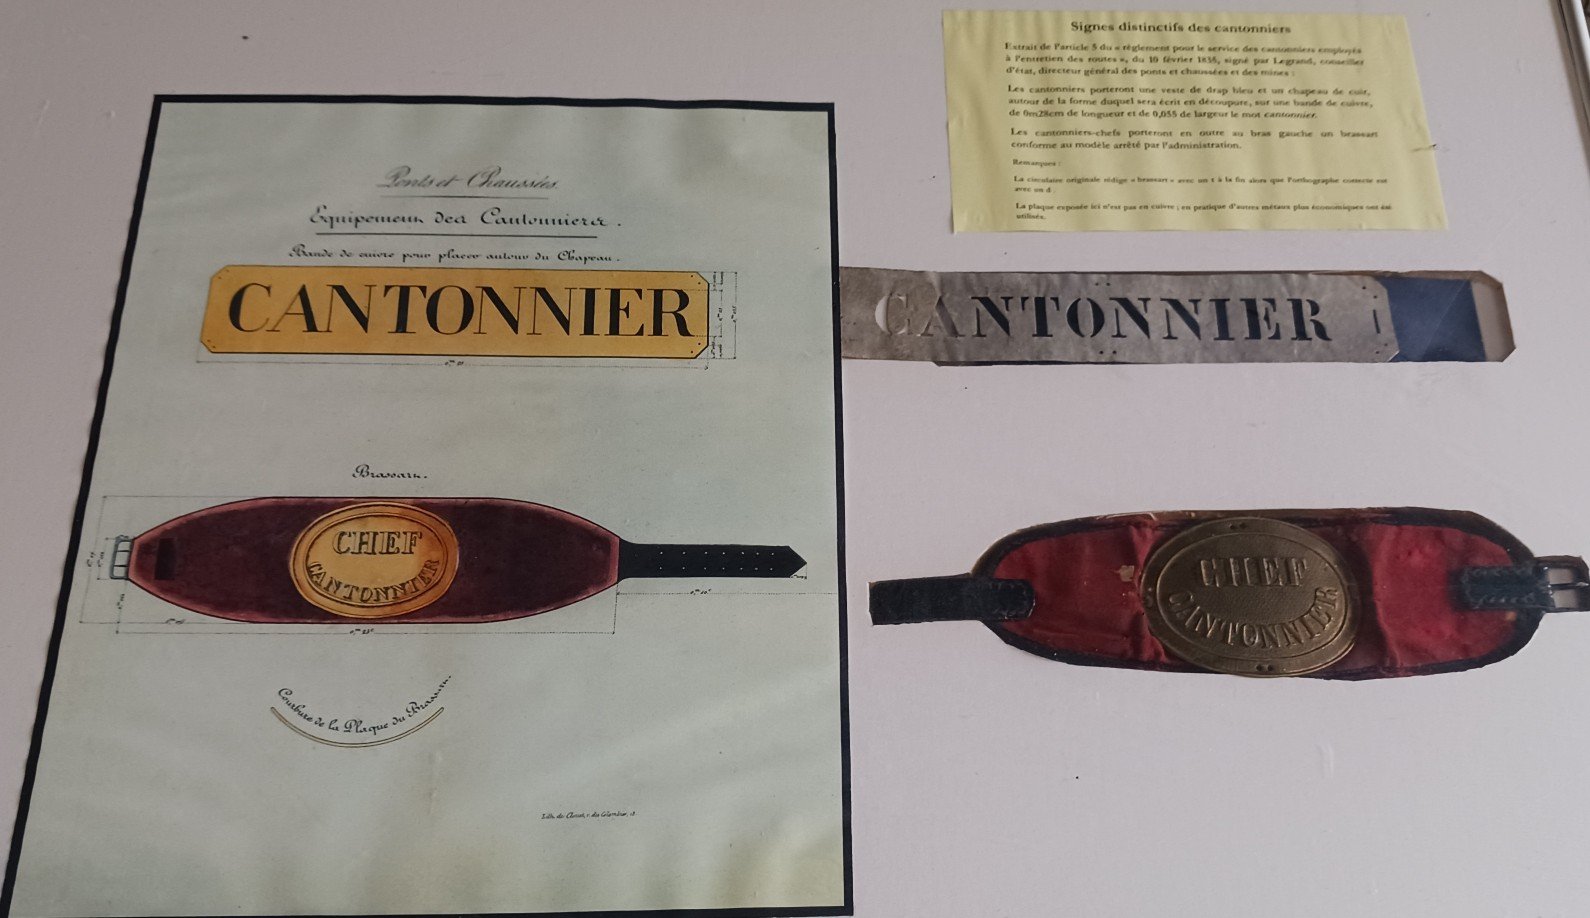 Signes distinctifs des cantonniers
Extrait de l'article 5 du « règlement pour le service des cantonniers employés
à l'entretien des routes », du 10 février 1835, signé par Legrand, conseiller
d'état, directeur général des ponts et chaussées et des mines :
Les cantonniers porteront une veste de drap bleu et un chapeau de cuir,
autour de la forme duquel sera écrit en découpure, sur une bande de cuivre,
de 0m28cm de longueur et de 0,055 de largeur le mot cantonnier.
Les cantonniers-chefs porteront en outre au bras gauche un brassart
conforme au modèle arrêté par l'administration.
Remarques :
La circulaire originale rédige « brassart » avec un t à la fin alors que l'orthographe correcte est
avec un d
La plaque exposée ici n'est pas en cuivre ; en pratique d'autres métaux plus économiques ont été
utilisés.
Ponts et Chaussées.
Equipement des Cantonniers.
Bande de cuivre pour placer autour du Chapeau.
CANTONNIER
CANTONNIER
Brassart.
CHEF
CANTONNIER
CHEF
CANTONNIER
Courbure de la Plaque du Brassart.
Lith. de